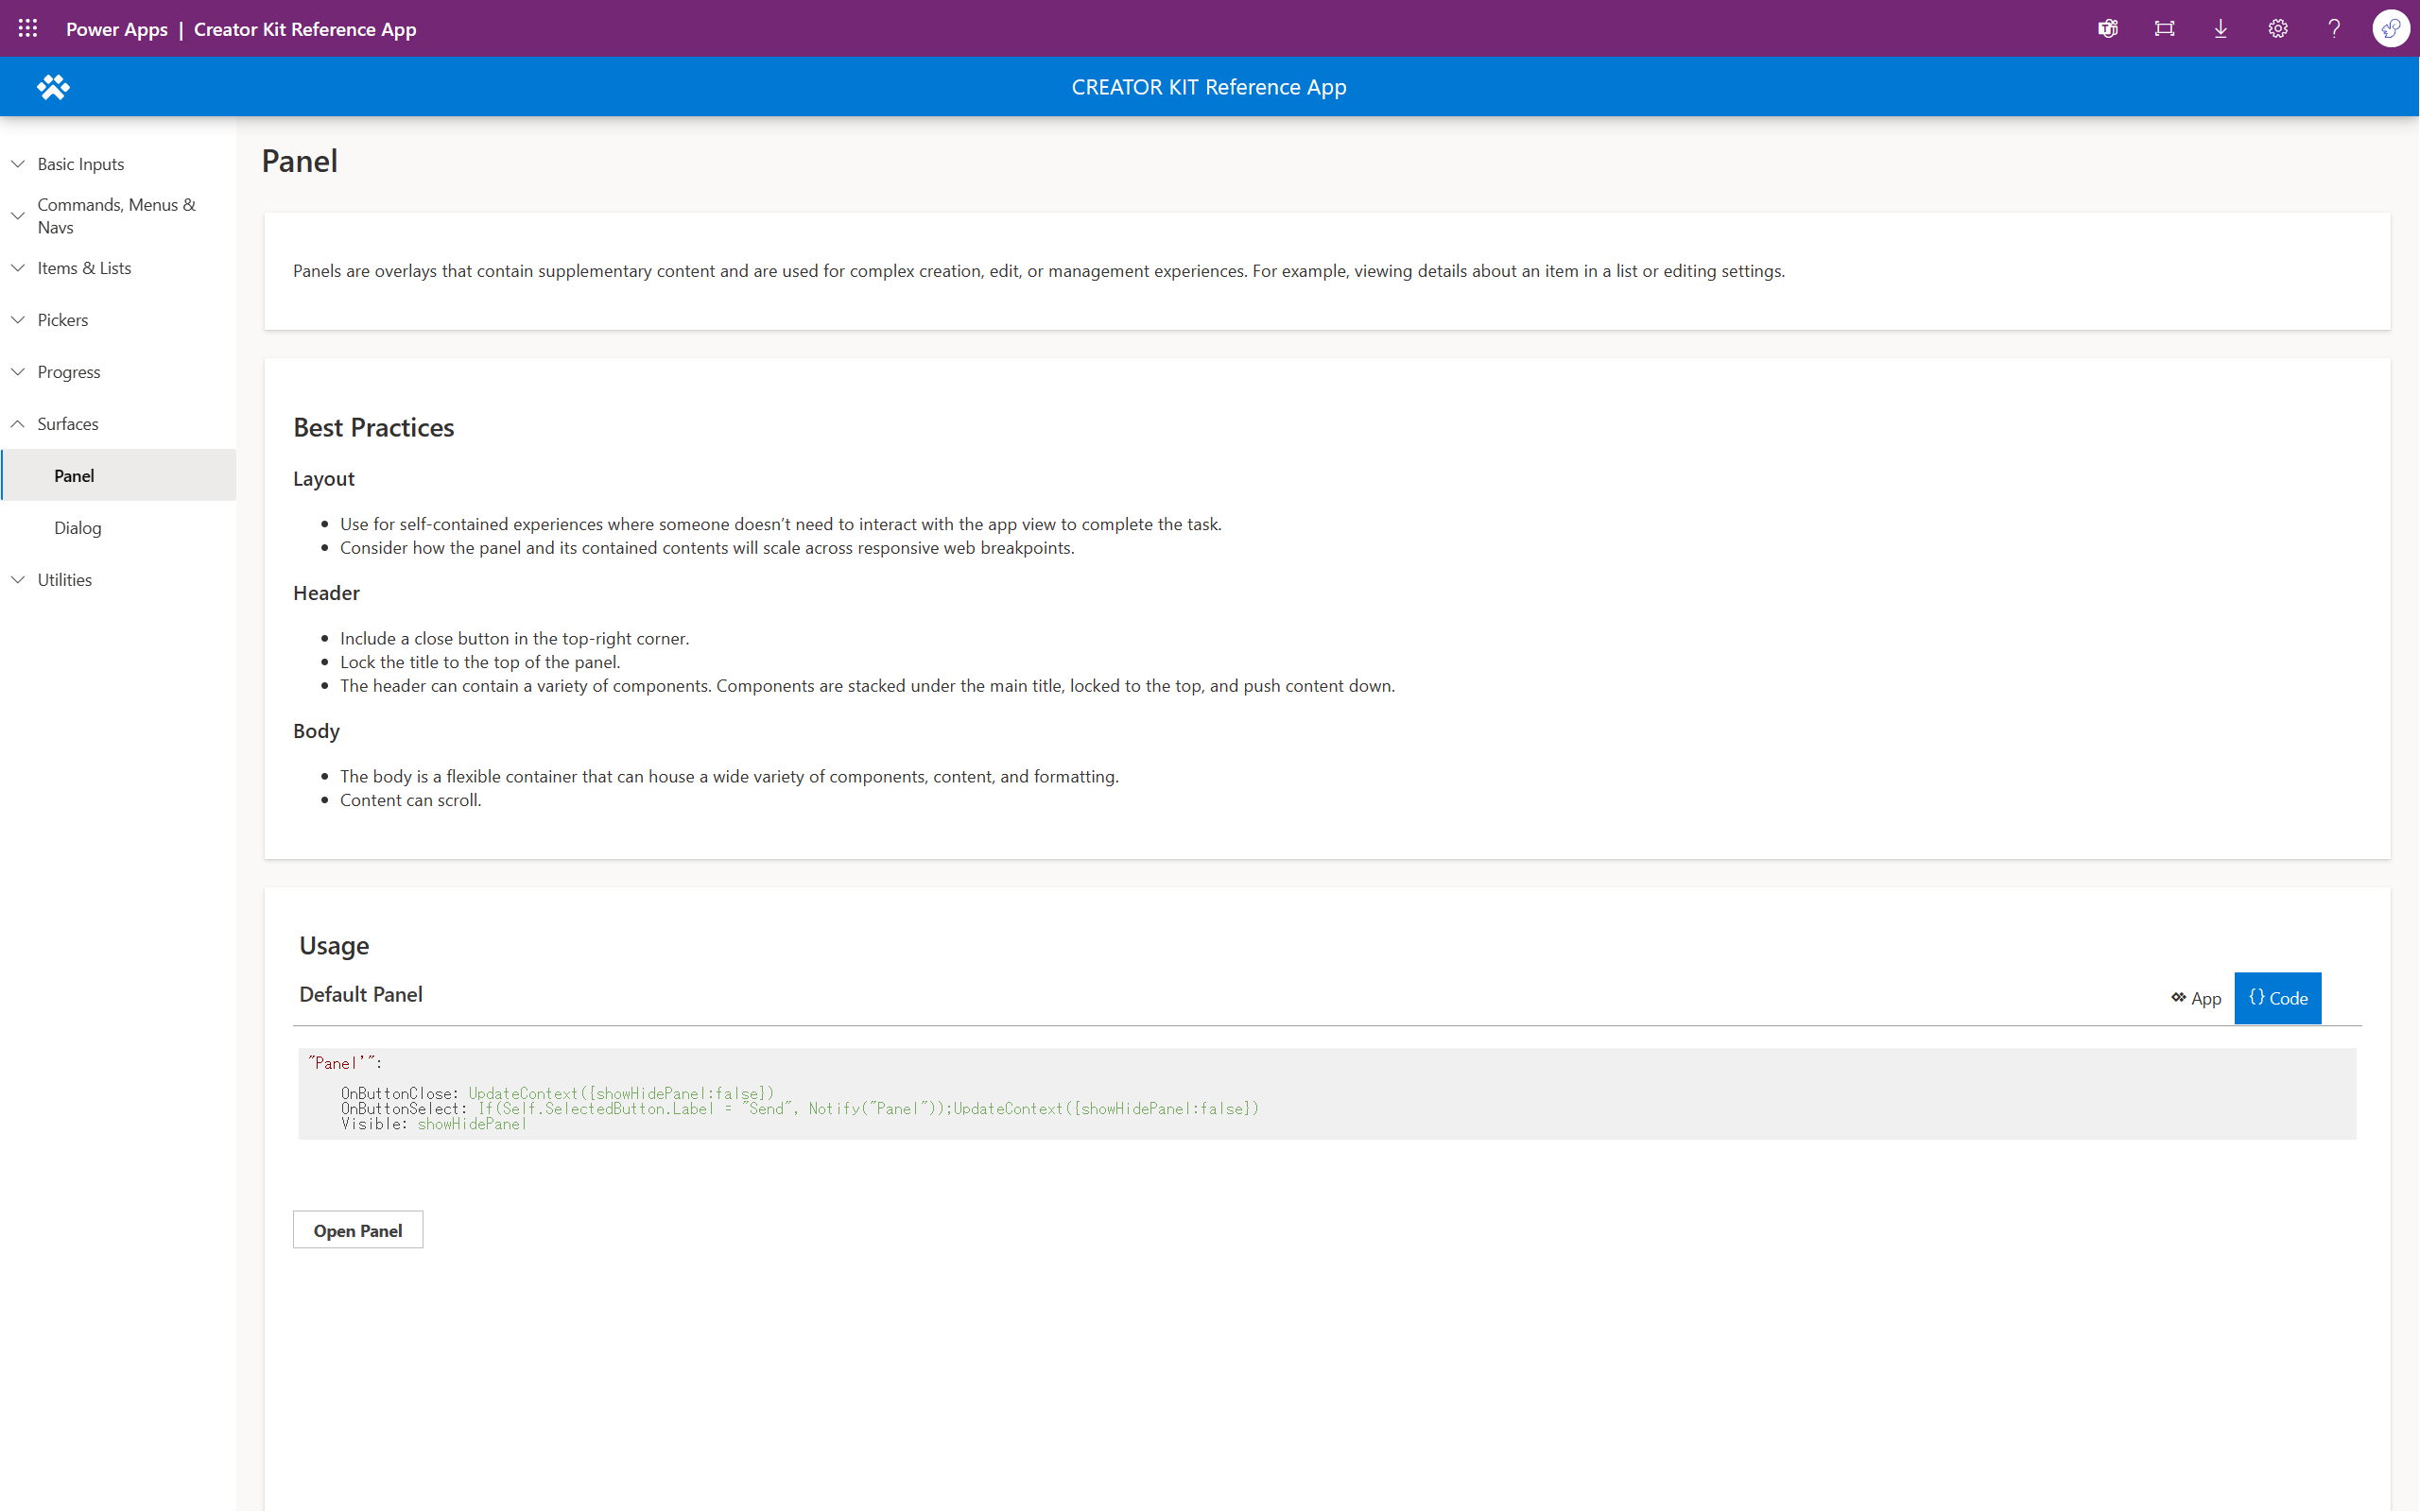 Power Apps | Creator Kit Reference App
CREATOR KIT Reference App
Basic Inputs
Commands, Menus &
Navs
Items & Lists
Pickers
Progress
Surfaces
Panel
Dialog
Utilities
Panel
Panels are overlays that contain supplementary content and are used for complex creation, edit, or management experiences. For example, viewing details about an item in a list or editing settings.
Best Practices
Layout
• Use for self-contained experiences where someone doesn't need to interact with the app view to complete the task.
• Consider how the panel and its contained contents will scale across responsive web breakpoints.
Header
• Include a close button in the top-right corner.
• Lock the title to the top of the panel.
• The header can contain a variety of components. Components are stacked under the main title, locked to the top, and push content down.
Body
• The body is a flexible container that can house a wide variety of components, content, and formatting.
• Content can scroll.
Usage
Default Panel
App
{} Code
"Panel'":
OnButtonClose: UpdateContext([showHidePanel:false])
OnButtonSelect: If(Self.SelectedButton.Label = "Send", Notify("Panel"));UpdateContext([showHidePanel:false])
Visible: showHidePanel
Open Panel